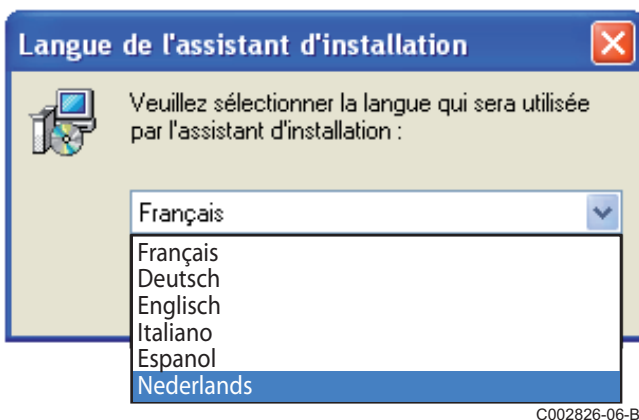 Langue de l'assistant d'installation
Veuillez sélectionner la langue qui sera utilisée
par l'assistant d'installation :
Français
Français
Deutsch
Englisch
Italiano
Espanol
Nederlands
C002826-06-B